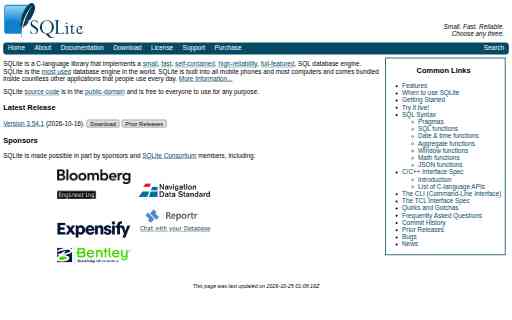 SQLite
Small. Fast. Reliable.
Choose any three.
Home About Documentation Download License Support Purchase Search
SQLite is a C-language library that implements a small, fast, self-contained, high-reliability, full-featured, SQL database engine.
SQLite is the most used database engine in the world. SQLite is built into all mobile phones and most computers and comes bundled
inside countless other applications that people use every day. More Information...
SQLite source code is in the public-domain and is free to everyone to use for any purpose.
Latest Release
Version 3.54.1 (2026-10-16). Download Prior Releases
Sponsors
SQLite is made possible in part by sponsors and SQLite Consortium members, including:
Bloomberg
Engineering
Navigation
Data Standard
Expensify
Reportr
Chat with your Database
Bentley
Common Links
Features
When to use SQLite
Getting Started
Try it live!
SQL Syntax
Pragmas
SQL functions
Date & time functions
Aggregate functions
Window functions
Math functions
JSON functions
C/C++ Interface Spec
Introduction
List of C-language APIs
The CLI (Command-Line Interface)
The TCL Interface Spec
Quirks and Gotchas
Frequently Asked Questions
Commit History
Prior Releases
Bugs
News
This page was last updated on 2026-10-25